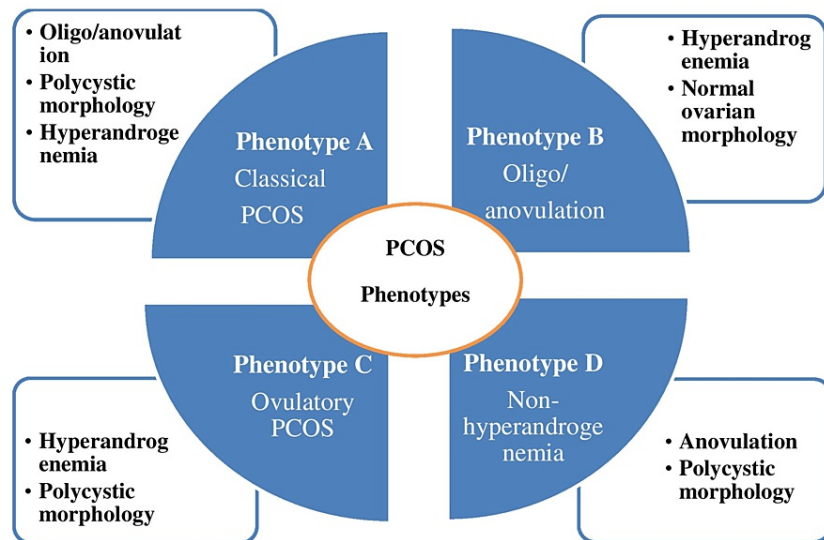 • Oligo/anovulat
ion
• Polycystic
morphology
• Hyperandroge
nemia
• Hyperandrog
enemia
• Normal
ovarian
morphology
Phenotype A
Classical
PCOS
Phenotype B
Oligo/
anovulation
PCOS
Phenotypes
Phenotype C
Ovulatory
PCOS
Phenotype D
Non-
hyperandroge
nemia
• Hyperandrog
enemia
• Polycystic
morphology
• Anovulation
• Polycystic
morphology